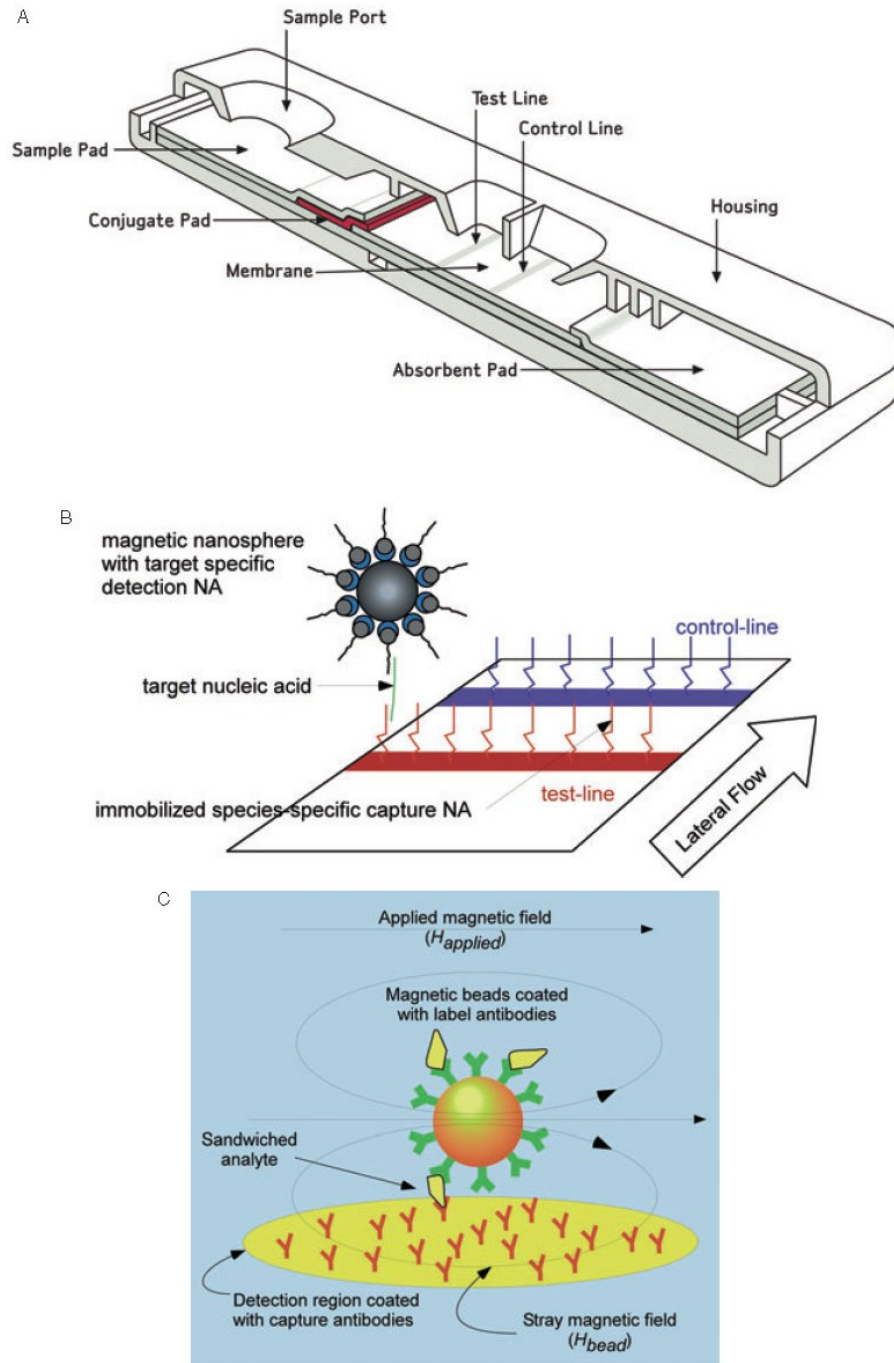 A
Sample Port
Test Line
Control Line
Sample Pad
Housing
Conjugate Pad
Membrane
Absorbent Pad
B
magnetic nanosphere
with target specific
detection NA
control-line
target nucleic acid
immobilized species-specific capture NA
test-line
Lateral Flow
C
Applied magnetic field
(Happlied)
Magnetic beads coated
with label antibodies
Sandwiched
analyte
Detection region coated
with capture antibodies
Stray magnetic field
(Hbead)